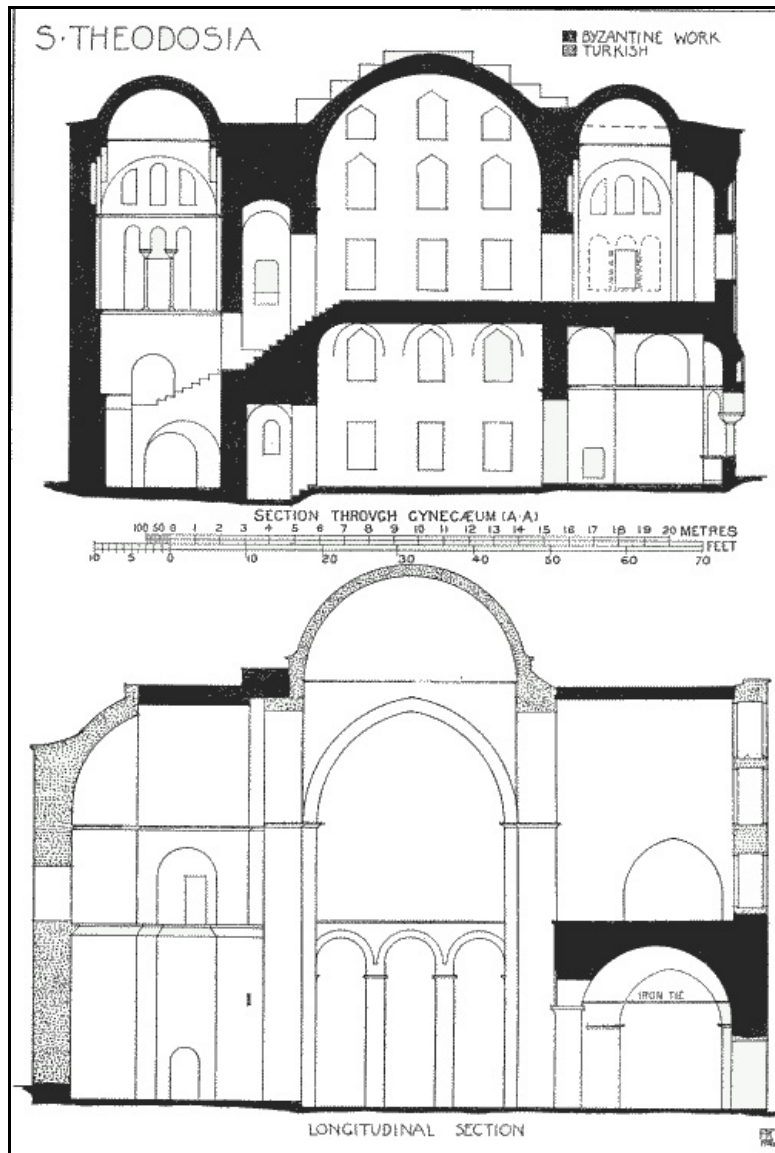 S·THEODOSIA
BYZANTINE WORK
TURKISH
SECTION THROVGH GYNECÆUM (A·A)
100 50 0 1 2 3 4 5 6 7 8 9 10 11 12 13 14 15 16 17 18 19 20 METRES
10 5 0 10 20 30 40 50 60 70 FEET
IRON TIE
LONGITUDINAL SECTION